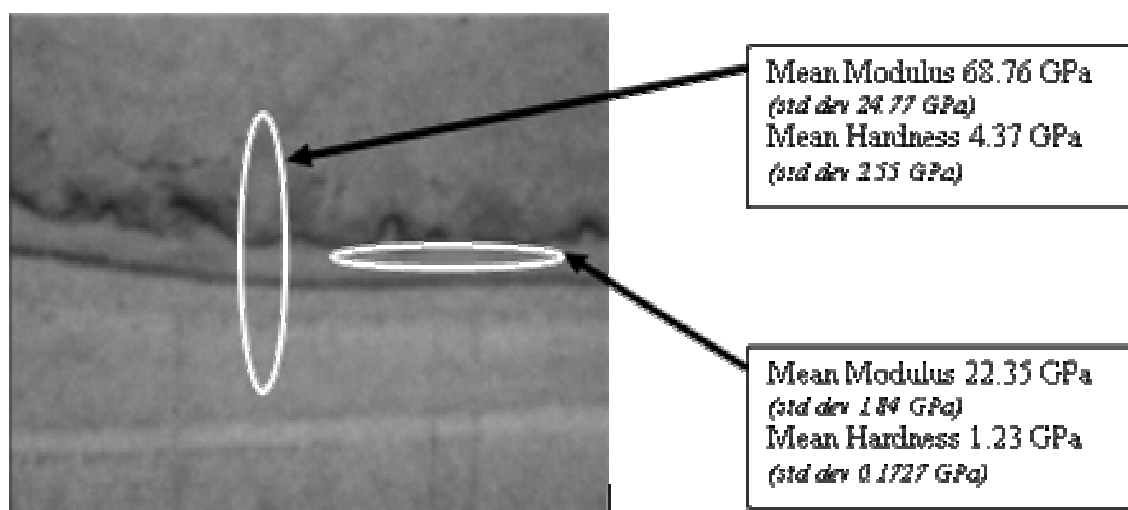 Mean Modulus 68.76 GPa
(std dev 24.77 GPa)
Mean Hardness 4.37 GPa
(std dev 2.55 GPa)
Mean Modulus 22.35 GPa
(std dev 1.84 GPa)
Mean Hardness 1.23 GPa
(std dev 0.1727 GPa)